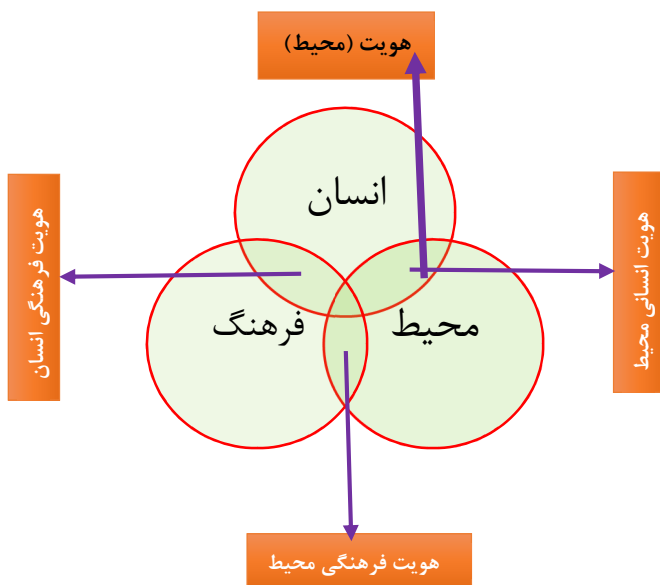 هویت (محیط)
انسان
هویت انسانی محیط
هویت فرهنگی انسان
محیط
فرهنگ
هویت فرهنگی محیط